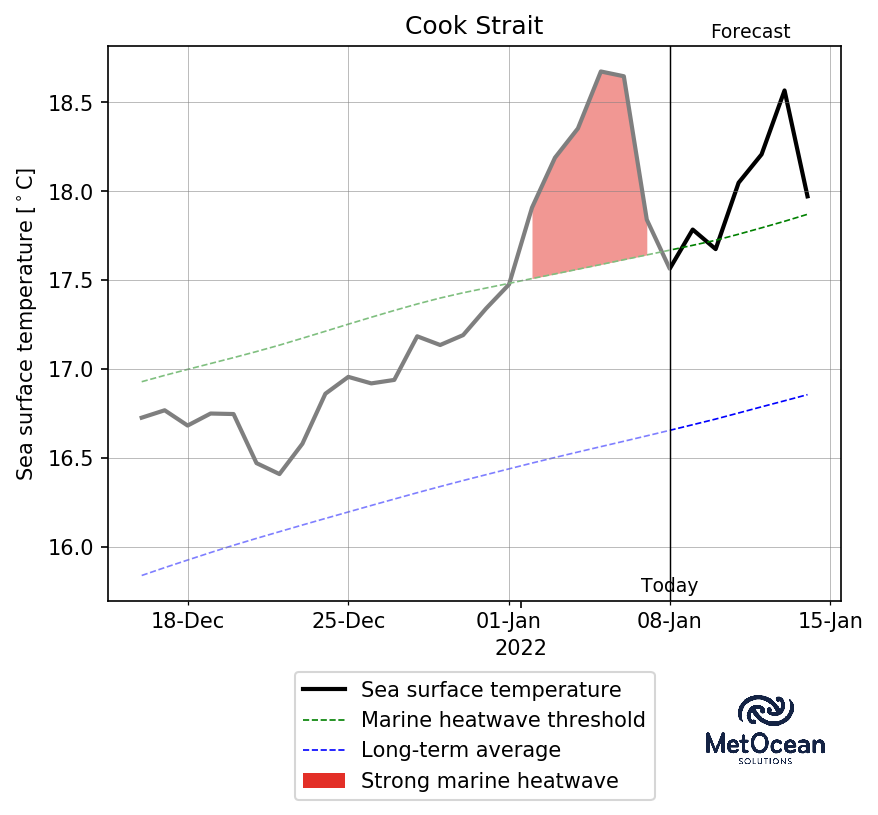 Cook Strait
Forecast
Sea surface temperature [°C]
18.5
18.0
17.5
17.0
16.5
16.0
Today
18-Dec
25-Dec
01-Jan
08-Jan
15-Jan
2022
Sea surface temperature
Marine heatwave threshold
Long-term average
Strong marine heatwave
MetOcean
SOLUTIONS